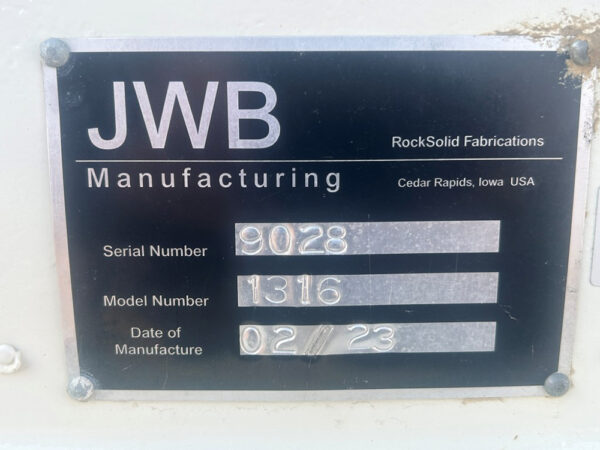 JWB
RockSolid Fabrications
Manufacturing
Cedar Rapids, Iowa USA
Serial Number 9028
Model Number 1316
Date of
Manufacture 02//23